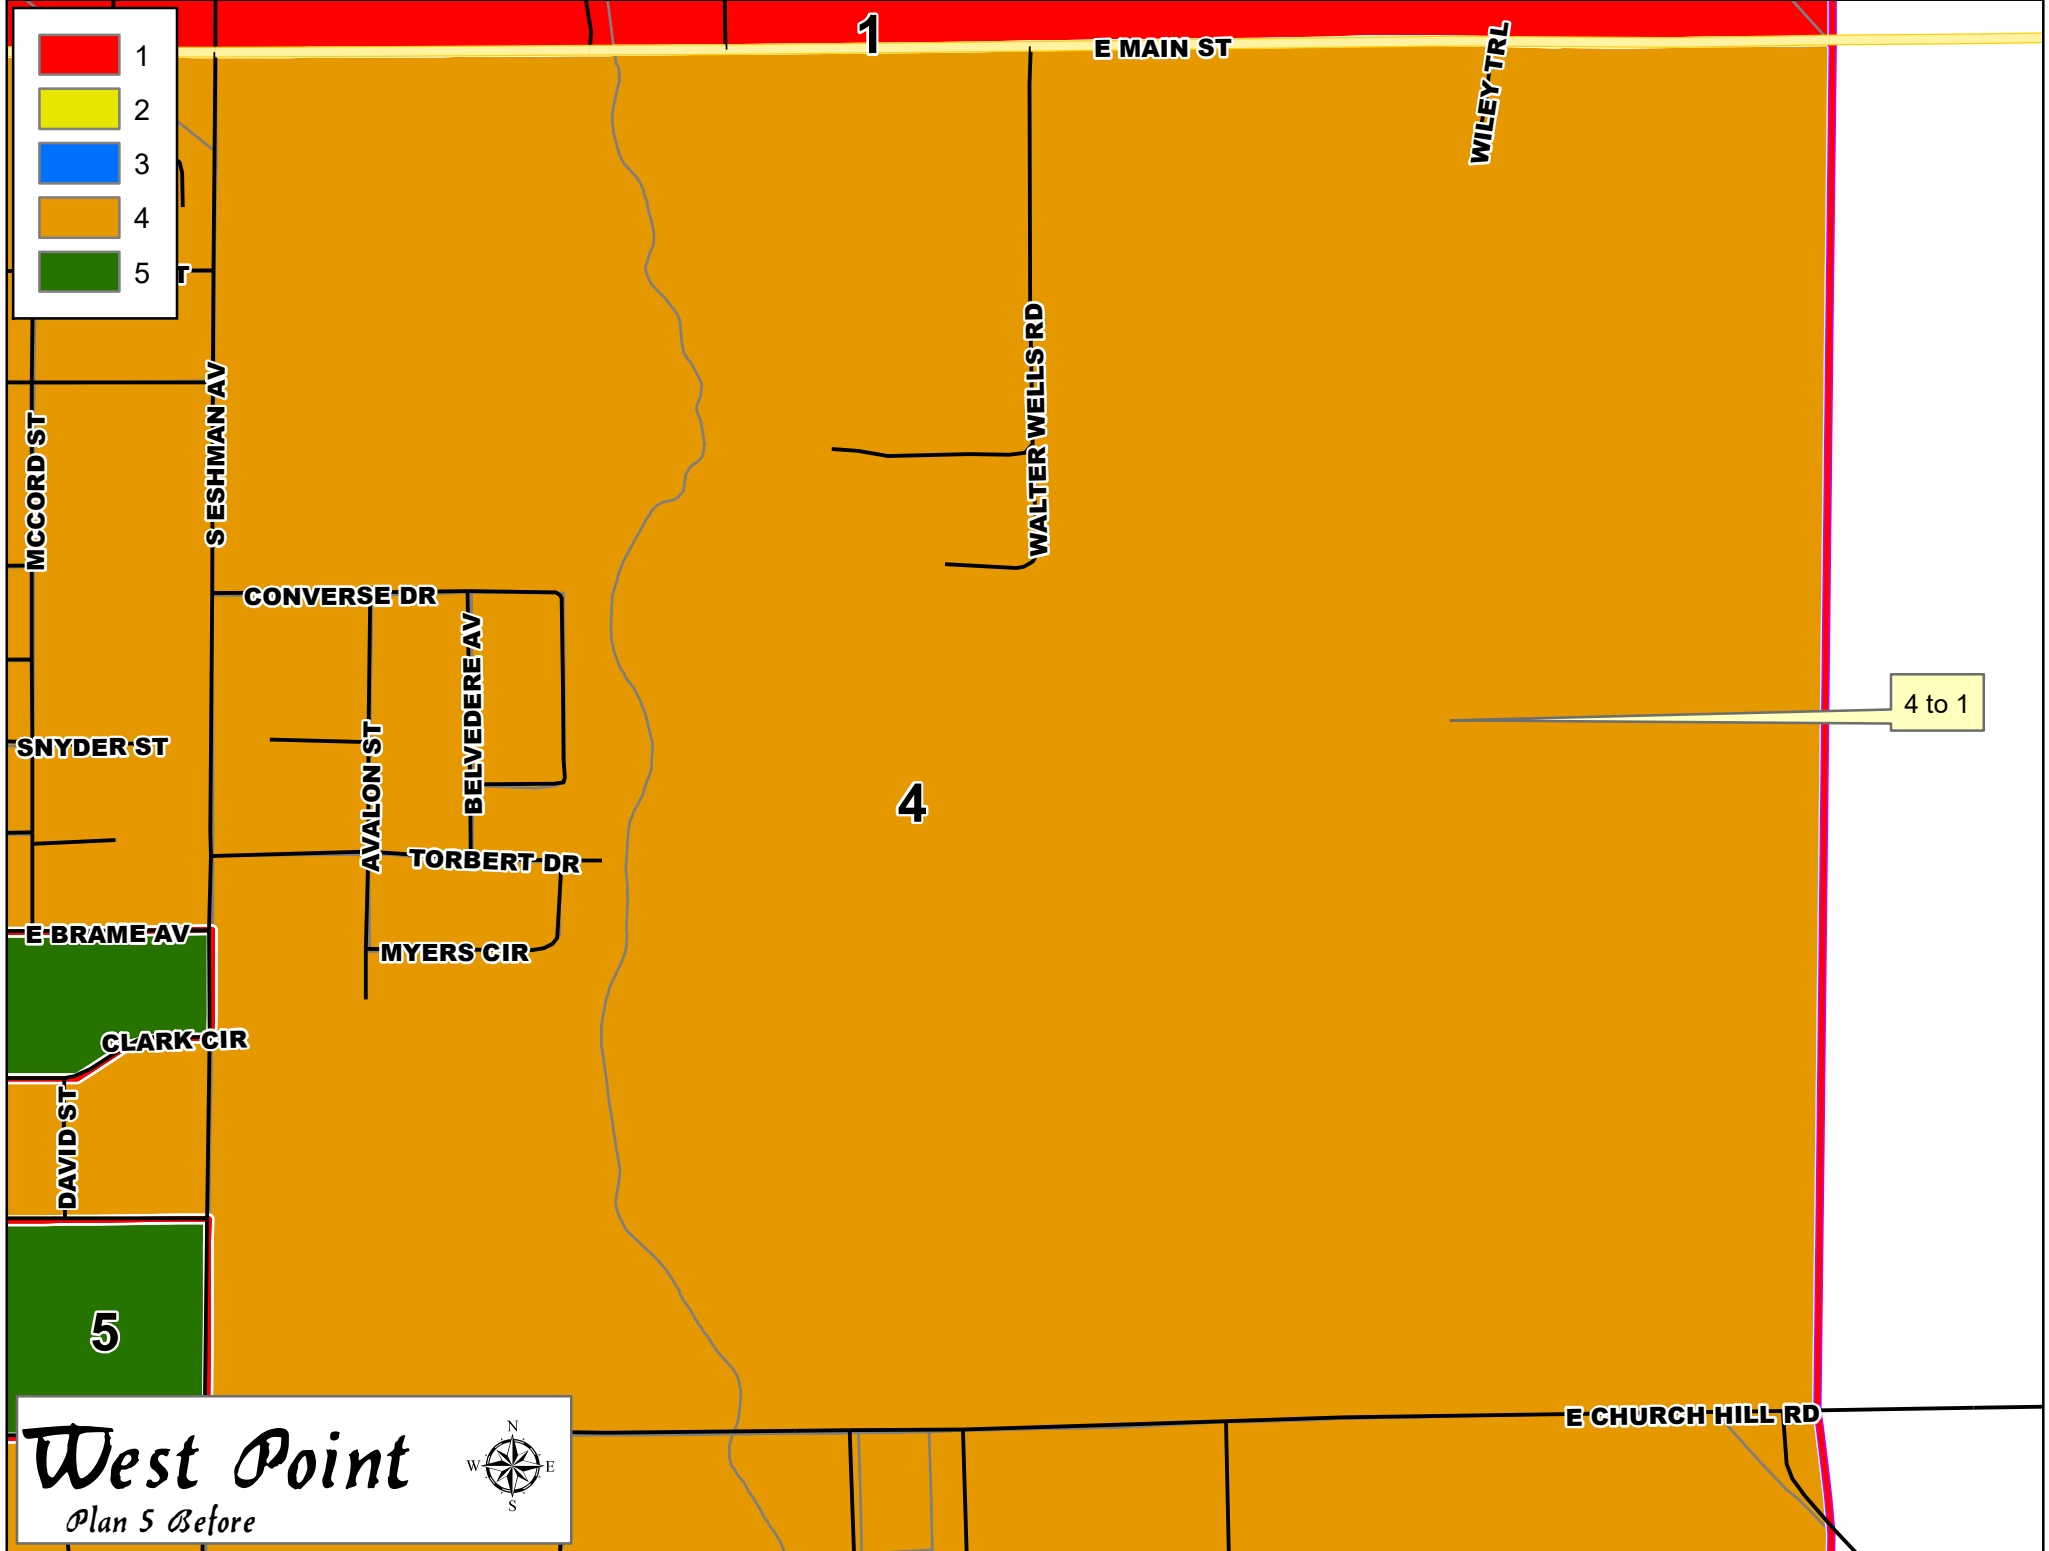 1
2
3
4
5
T
1
E MAIN ST
WILEY TRL
MCCORD ST
S ESHMAN AV
WALTER WELLS RD
CONVERSE DR
BELVEDERE AV
4 to 1
SNYDER ST
AVALON ST
4
TORBERT DR
E BRAME AV
MYERS CIR
CLARK CIR
DAVID ST
5
E CHURCH HILL RD
West Point
Plan 5 Before
N
W E
S